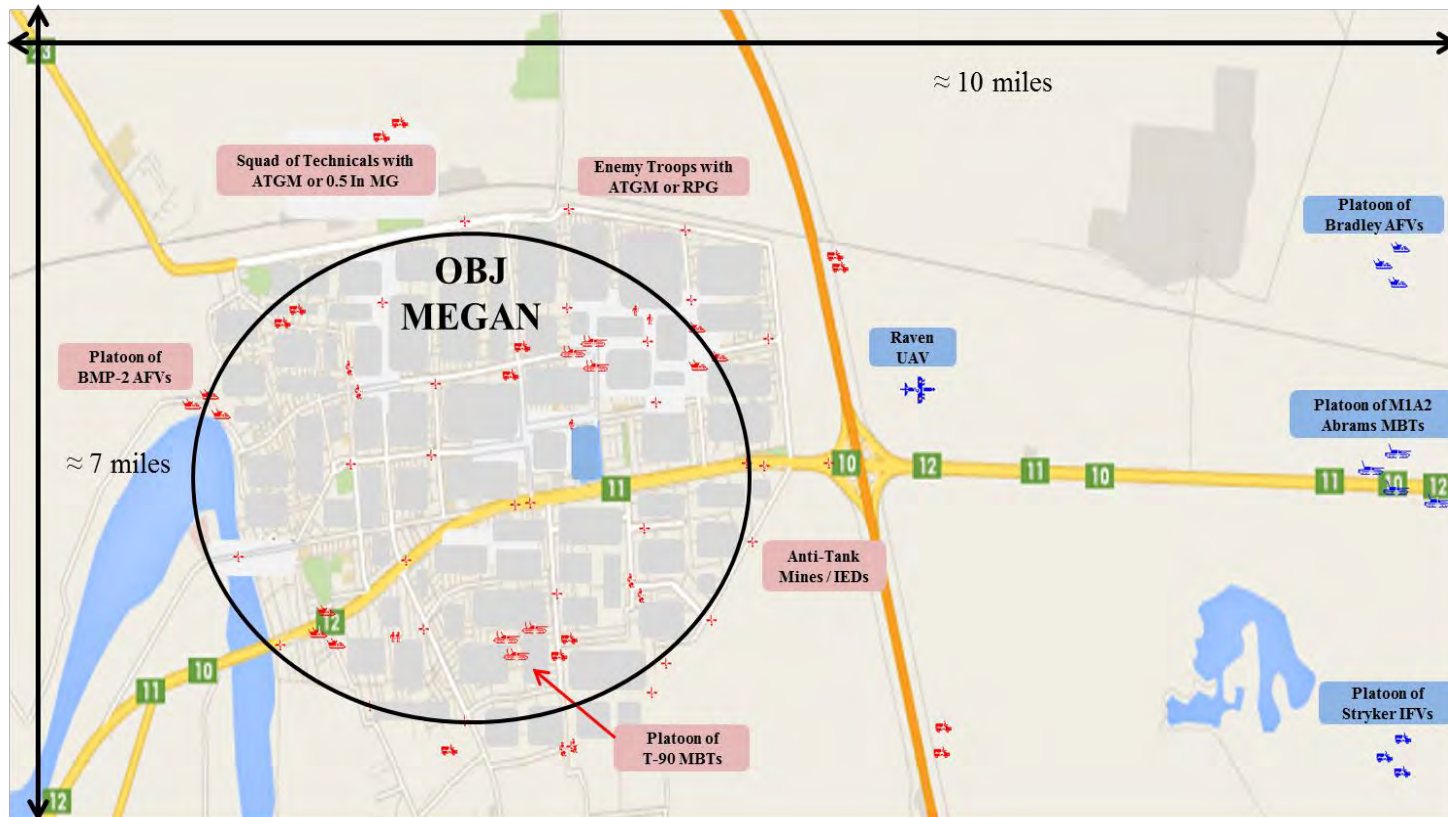 ≈ 10 miles
Squad of Technicals with
ATGM or 0.5 In MG
Enemy Troops with
ATGM or RPG
Platoon of
Bradley AFVs
OBJ
MEGAN
Platoon of
BMP-2 AFVs
Raven
UAV
Platoon of M1A2
Abrams MBTs
≈ 7 miles
10
12
11
10
11
10
12
11
Anti-Tank
Mines / IEDs
12
10
11
12
Platoon of
T-90 MBTs
Platoon of
Stryker IFVs